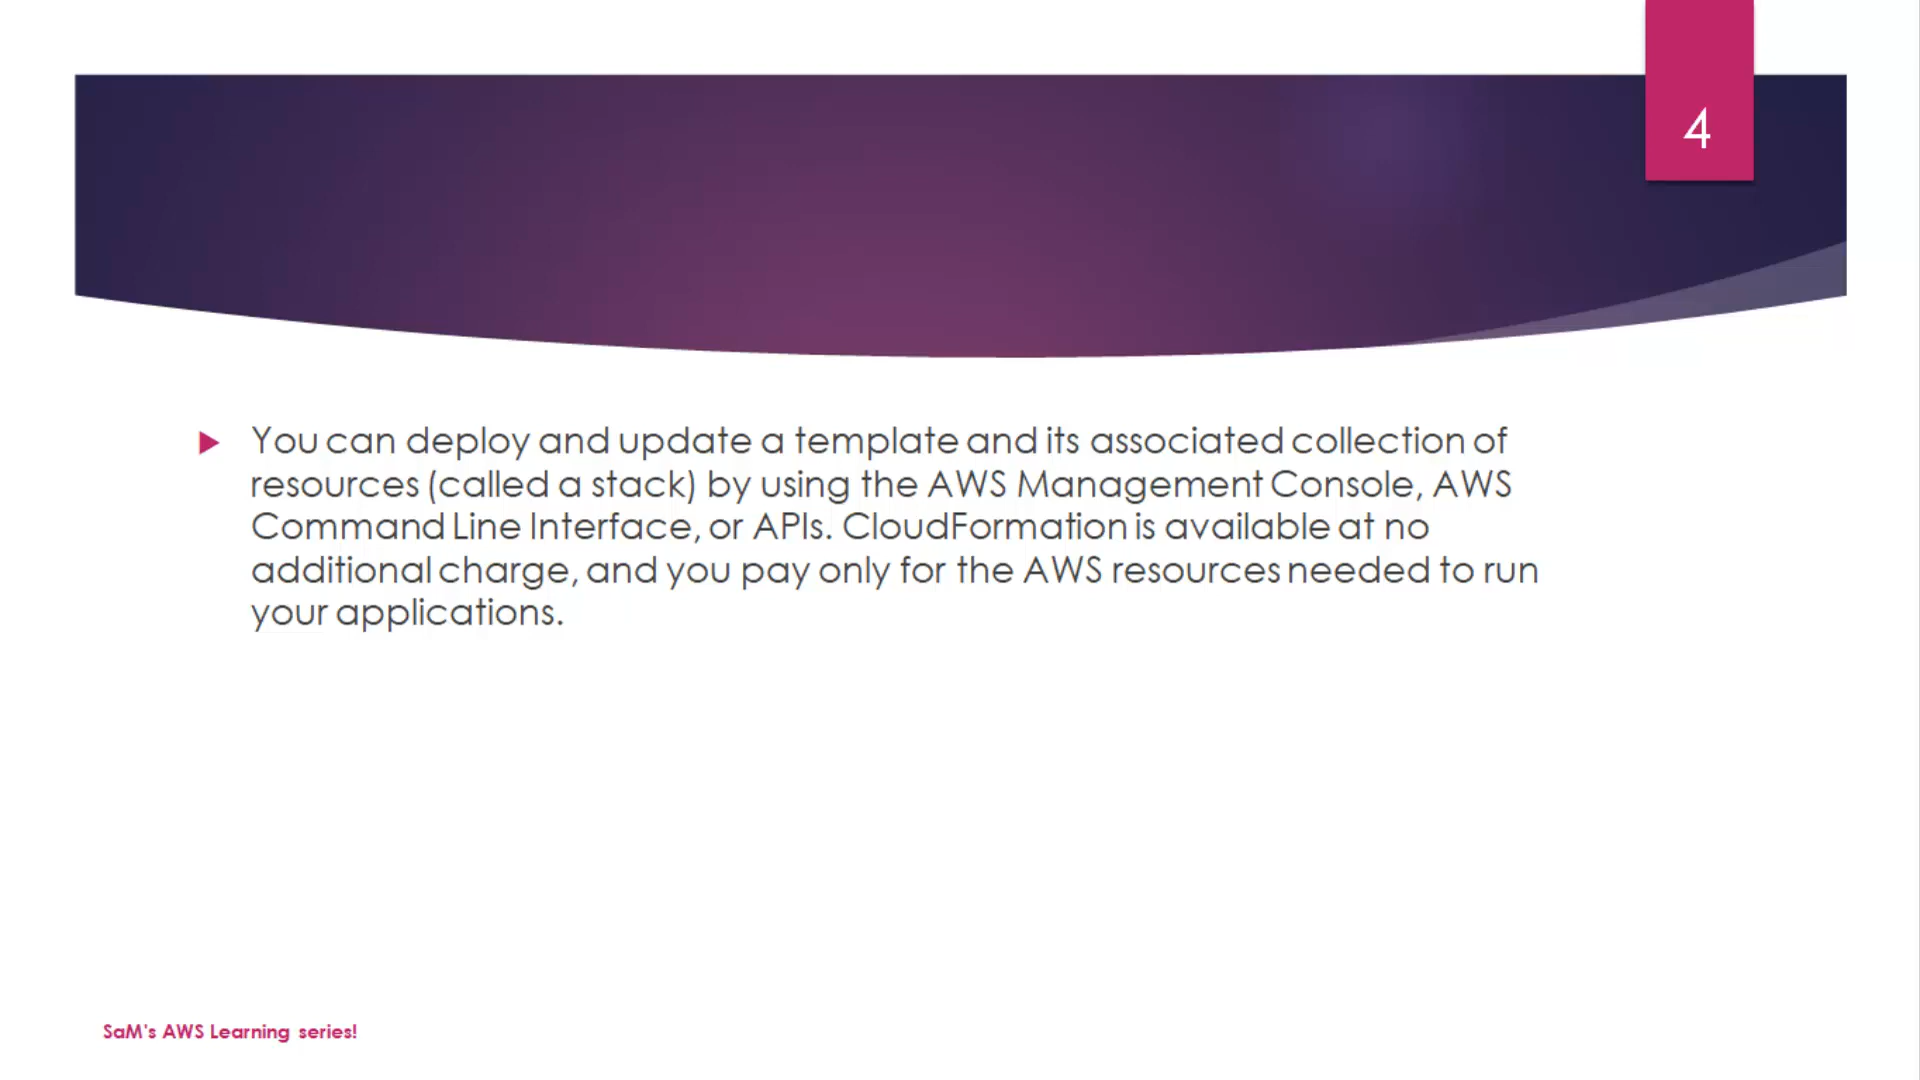 4
You can deploy and update a template and its associated collection of
resources (called a stack) by using the AWS Management Console, AWS
Command Line Interface, or APIs. CloudFormation is available at no
additional charge, and you pay only for the AWS resources needed to run
your applications.
SaM's AWS Learning series!